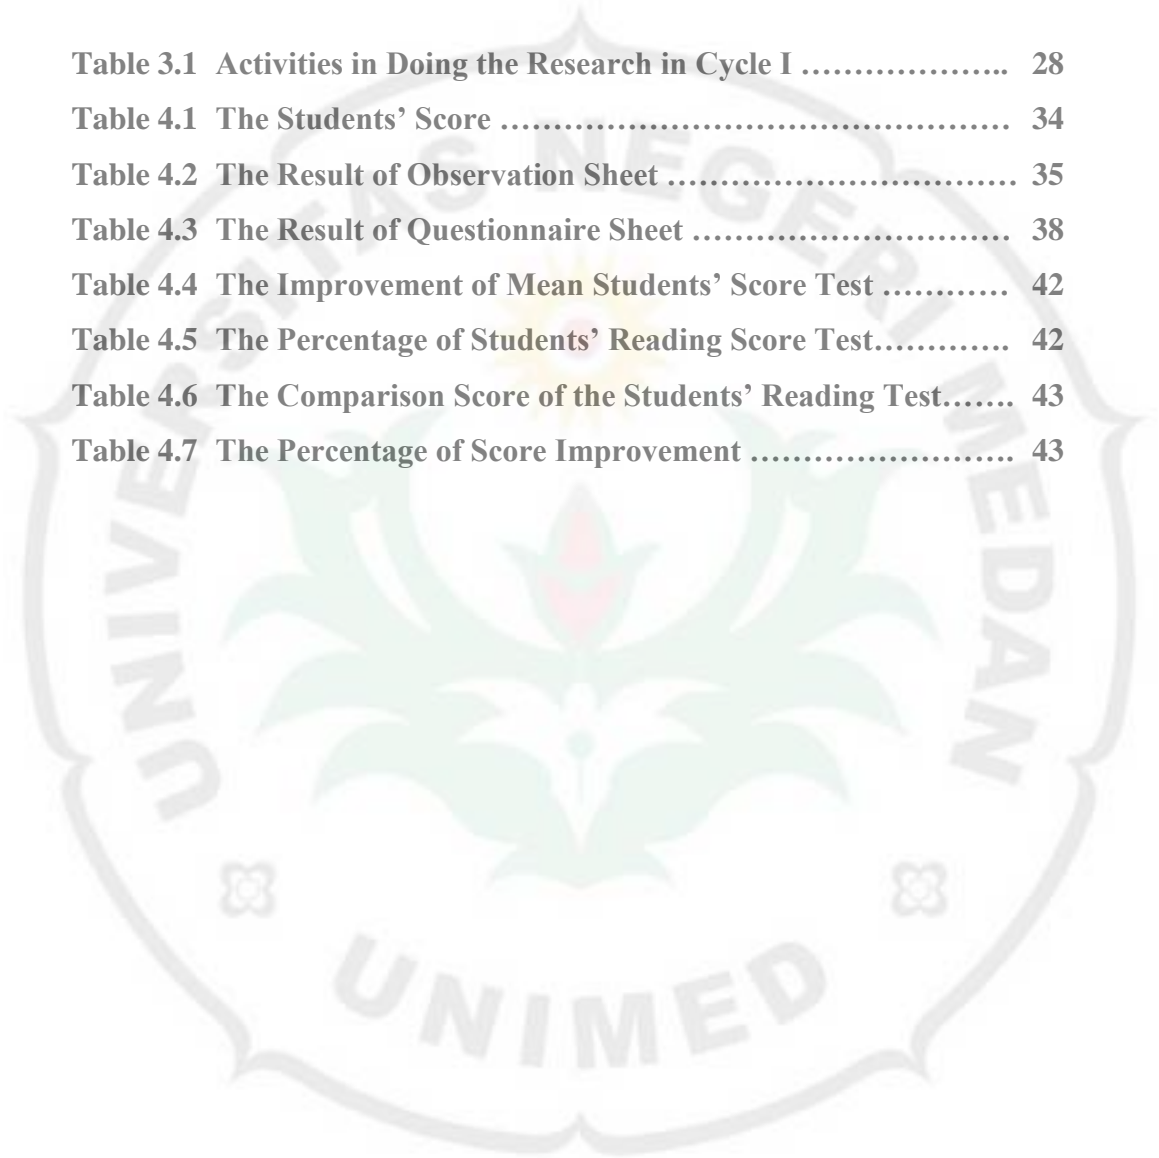 Table 3.1 Activities in Doing the Research in Cycle I ……………….. 28
Table 4.1 The Students’ Score ………………………………………… 34
Table 4.2 The Result of Observation Sheet …………………………… 35
Table 4.3 The Result of Questionnaire Sheet ………………………… 38
Table 4.4 The Improvement of Mean Students’ Score Test ………… 42
Table 4.5 The Percentage of Students’ Reading Score Test…………. 42
Table 4.6 The Comparison Score of the Students’ Reading Test……. 43
Table 4.7 The Percentage of Score Improvement ……………………. 43
UNIVERSITAS NEGERI MEDAN
UNIMED